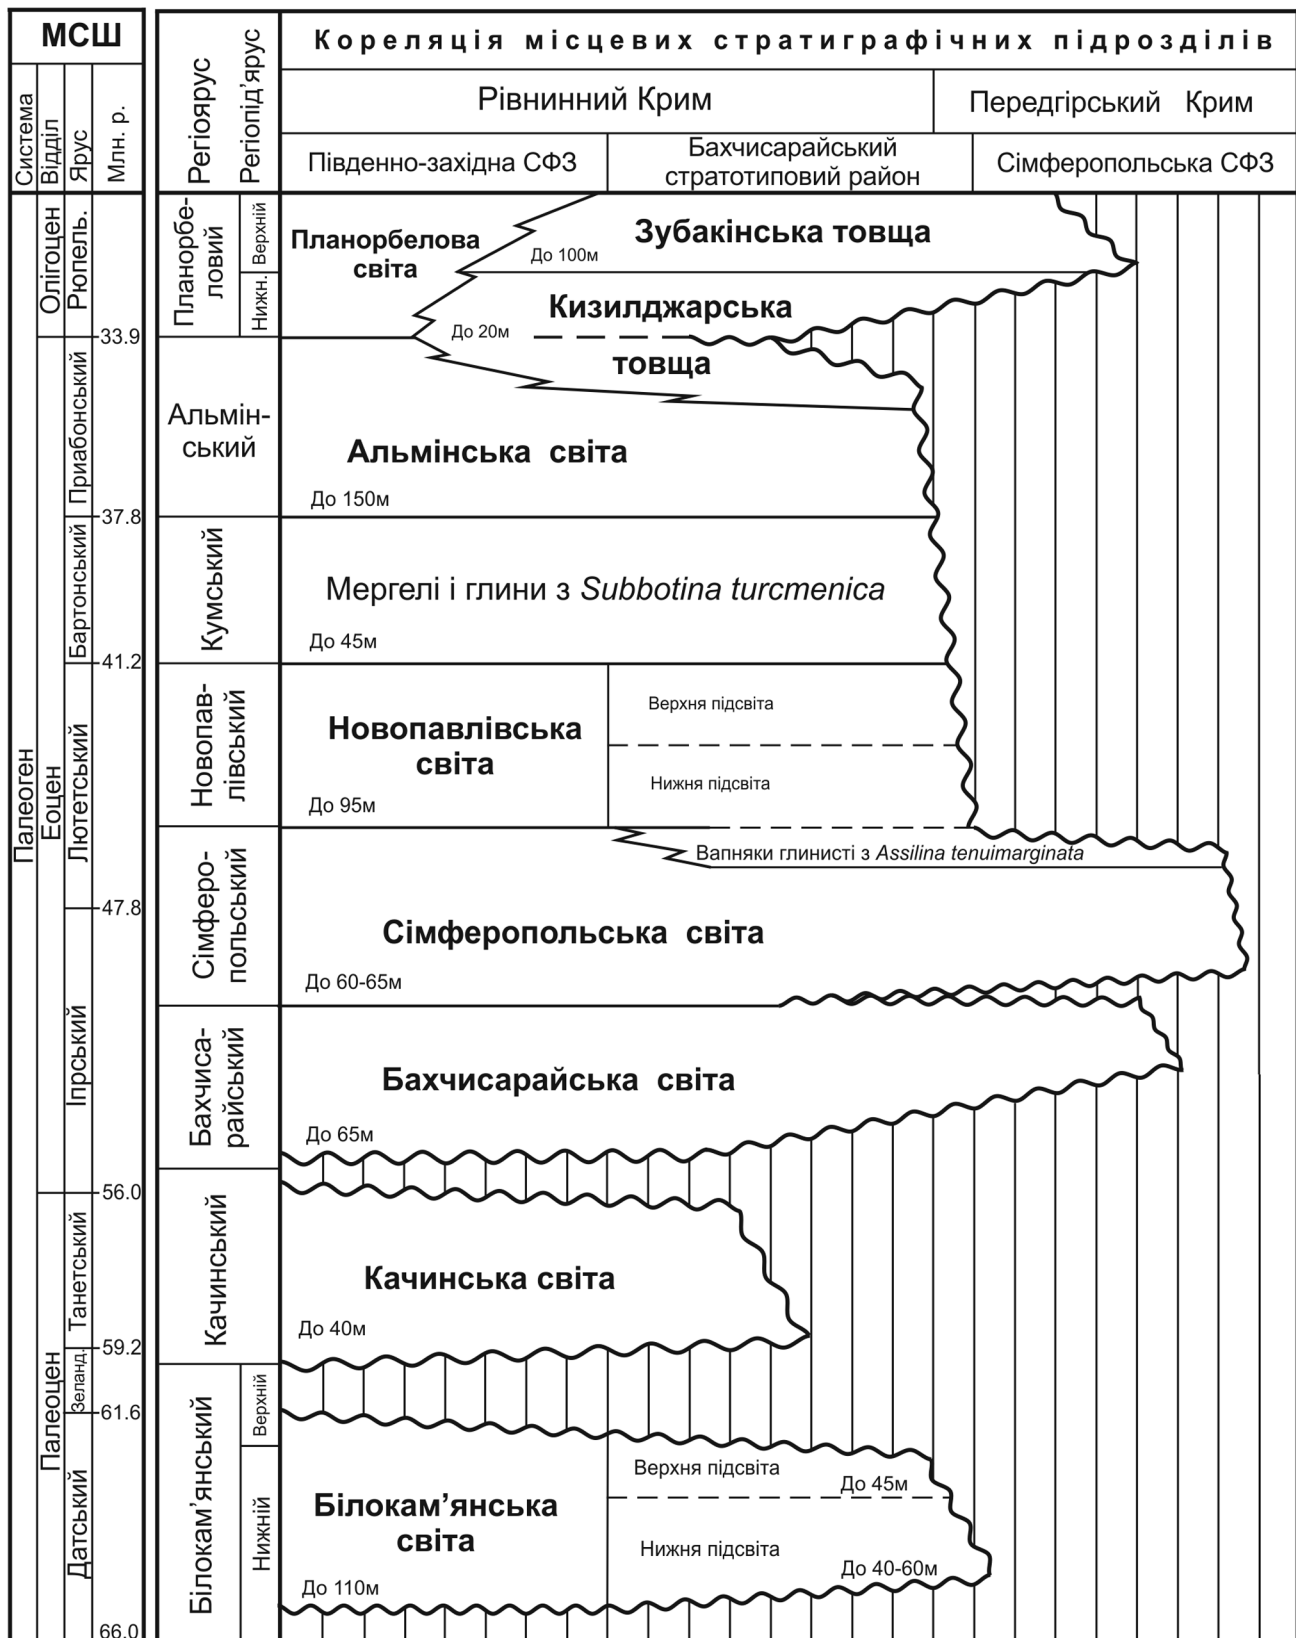 МСШ
Система
Відділ
Ярус
Млн. р.
Регіоярус
Регіопід'ярус
Кореляція місцевих стратиграфічних підрозділів
Рівнинний Крим
Передгірський Крим
Південно-західна СФЗ
Бахчисарайський
стратотиповий район
Сімферопольська СФЗ
Палеоген
Олігоцен
Еоцен
Палеоцен
Рюпель.
Приабонський
Бартонський
Лютетський
Іпрський
Танетський
Зеланд.
Датський
33.9
37.8
41.2
47.8
56.0
59.2
61.6
66.0
Планорбе-
ловий
Верхній
Нижн.
Альмін-
ський
Кумський
Новопав-
лівський
Сімферо-
польський
Бахчиса-
райський
Качинський
Білокам'янський
Верхній
Нижній
Планорбелова
світа
Зубакінська товща
До 100м
Кизилджарська
До 20м
товща
Альмінська світа
До 150м
Мергелі і глини з Subbotina turcmenica
До 45м
Новопавлівська
світа
До 95м
Верхня підсвіта
Нижня підсвіта
Вапняки глинисті з Assilina tenuimarginata
Сімферопольська світа
До 60-65м
Бахчисарайська світа
До 65м
Качинська світа
До 40м
Білокам’янська
світа
До 110м
Верхня підсвіта
До 45м
Нижня підсвіта
До 40-60м